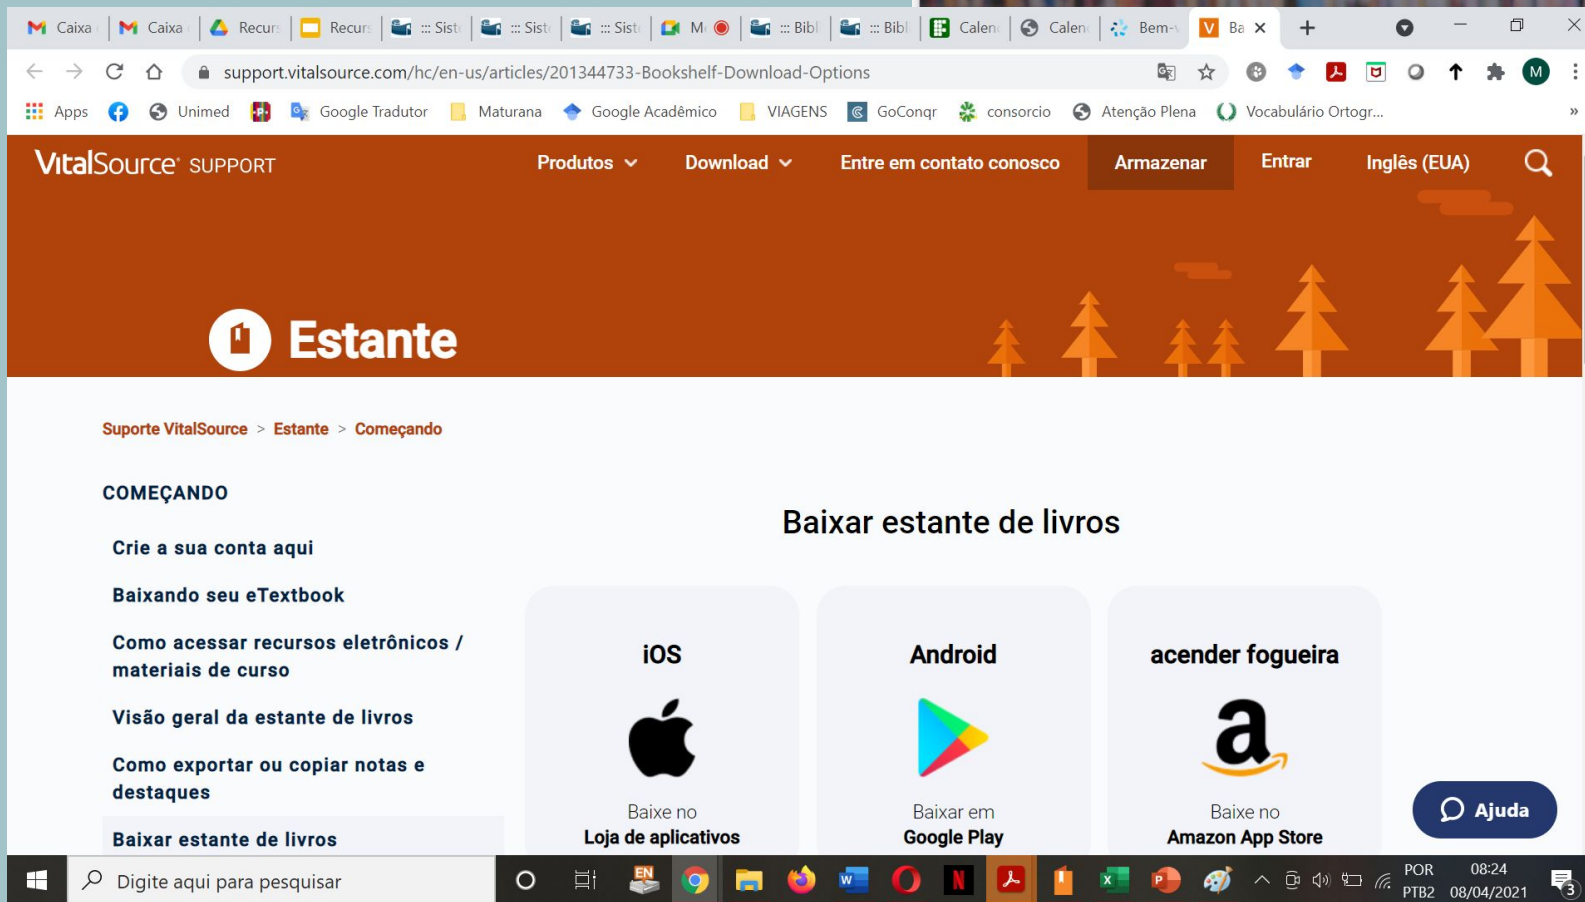 Caixa Caixa Recurs Recurs ::: Siste ::: Siste ::: Siste Me ::: Bibl ::: Bibl Calen Calen Bem-v Ba
support.vitalsource.com/hc/en-us/articles/201344733-Bookshelf-Download-Options M
Apps Unimed Google Tradutor Maturana Google Acadêmico VIAGENS GoConqr consorcio Atenção Plena Vocabulário Ortogr... »
VitalSource SUPPORT Produtos Download Entre em contato conosco Armazenar Entrar Inglês (EUA)
Estante
Suporte VitalSource > Estante > Começando
COMEÇANDO
Crie a sua conta aqui
Baixando seu eTextbook
Como acessar recursos eletrônicos /
materiais de curso
Visão geral da estante de livros
Como exportar ou copiar notas e
destaques
Baixar estante de livros
Baixar estante de livros
iOS
Baixe no
Loja de aplicativos
Android
Baixar em
Google Play
acender fogueira
a
Baixe no
Amazon App Store
Ajuda
Digite aqui para pesquisar EN POR 08:24
PTB2 08/04/2021 3